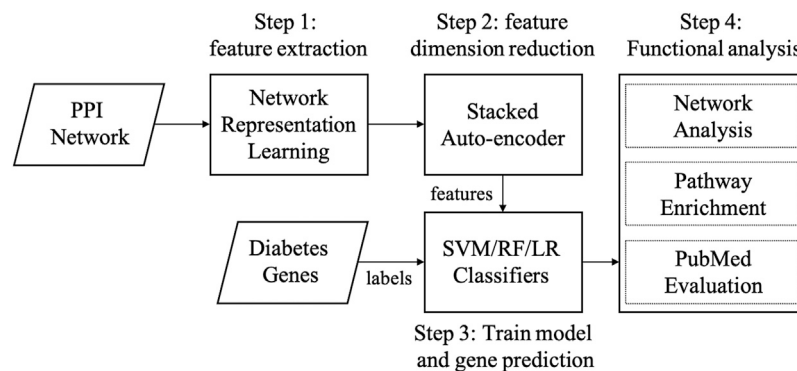 Step 1:
feature extraction
Step 2: feature
dimension reduction
Step 4:
Functional analysis
PPI
Network
Network
Representation
Learning
Stacked
Auto-encoder
Network
Analysis
features
Pathway
Enrichment
Diabetes
Genes
labels
SVM/RF/LR
Classifiers
PubMed
Evaluation
Step 3: Train model
and gene prediction